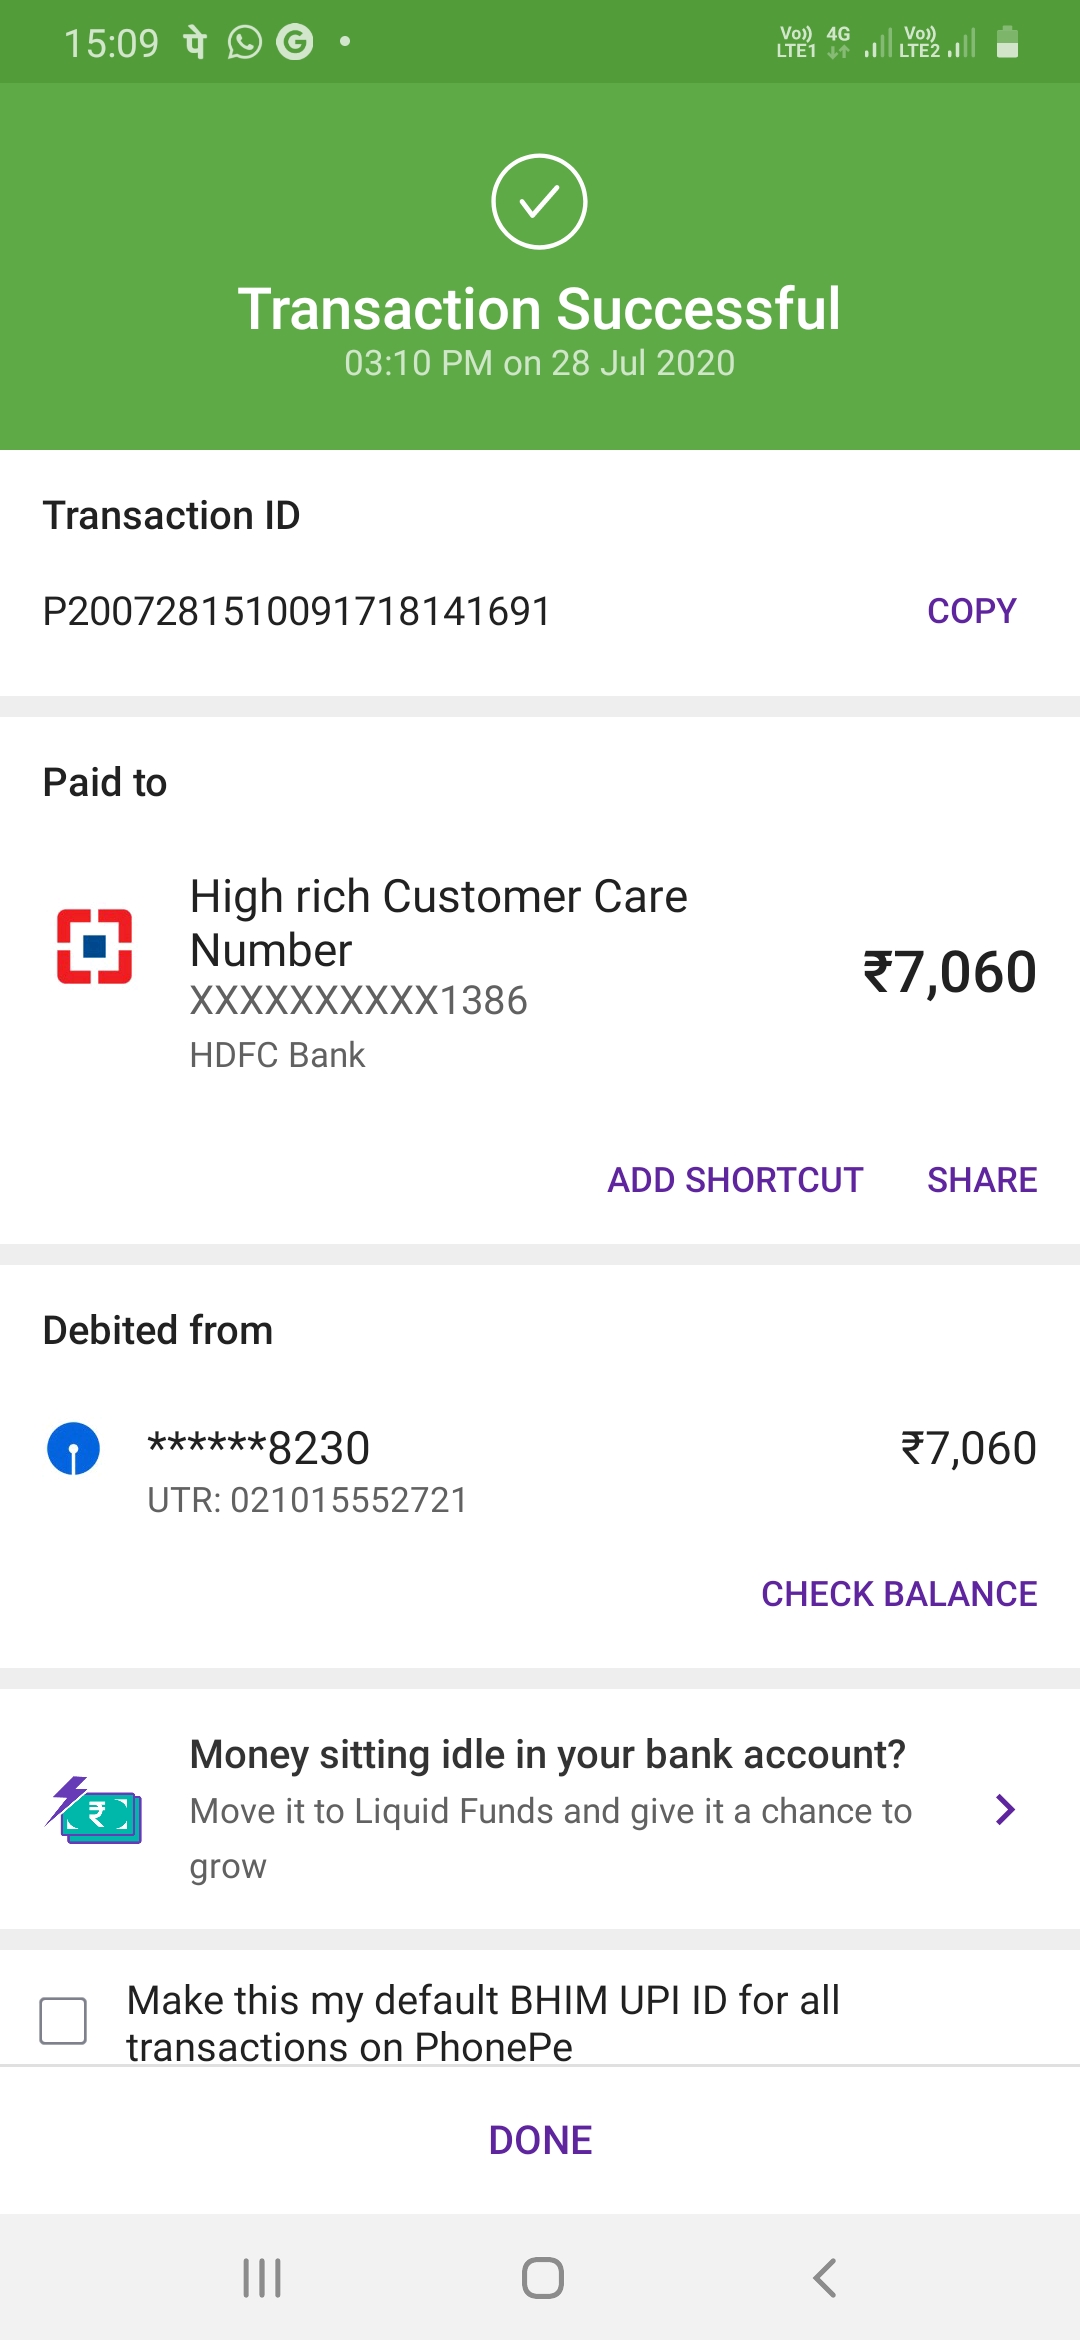 15:09 पे
Vo)) 4G Vo))
LTE1 LTE2
Transaction Successful
03:10 PM on 28 Jul 2020
Transaction ID
P2007281510091718141691 COPY
Paid to
High rich Customer Care
Number
XXXXXXXXXX1386
HDFC Bank
₹7,060
ADD SHORTCUT SHARE
Debited from
******8230 ₹7,060
UTR: 021015552721
CHECK BALANCE
Money sitting idle in your bank account?
Move it to Liquid Funds and give it a chance to
grow
Make this my default BHIM UPI ID for all
transactions on PhonePe
DONE